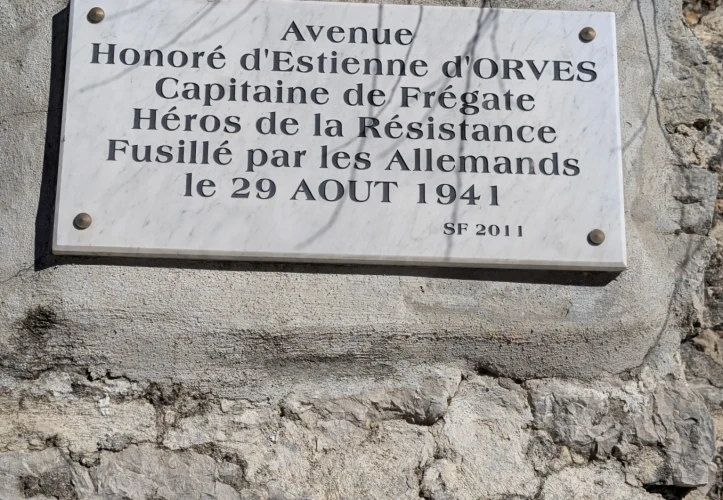 Avenue
Honoré d'Estienne d'ORVES
Capitaine de Frégate
Héros de la Résistance
Fusillé par les Allemands
le 29 AOUT 1941
SF 2011